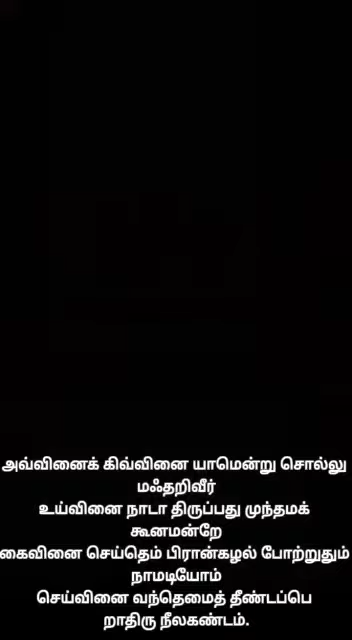 அவ்வினைக் கிவ்வினை யாமென்று சொல்லு
மஃதறிவீர்
உய்வினை நாடா திருப்பது முந்தமக்
கூனமன்றே
கைவினை செய்தெம் பிரான்கழல் போற்றுதும்
நாமடியோம்
செய்வினை வந்தெமைத் தீண்டப்பெ
றாதிரு நீலகண்டம்.